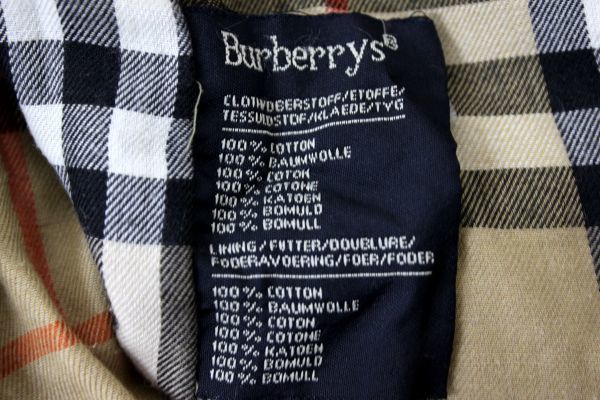 Burberrys®
CLOTH/OBERSTOFF/ETOFFE/
TESSUTO/STOF/KLAEDE/TYG
100% COTTON
100% BAUMWOLLE
100% COTON
100% COTONE
100% KATOEN
100% BOMULD
100% BOMULL
LINING/FUTTER/DOUBLURE/
FODERA/VOERING/FOER/FODER
100% COTTON
100% BAUMWOLLE
100% COTON
100% COTONE
100% KATOEN
100% BOMULD
100% BOMULL